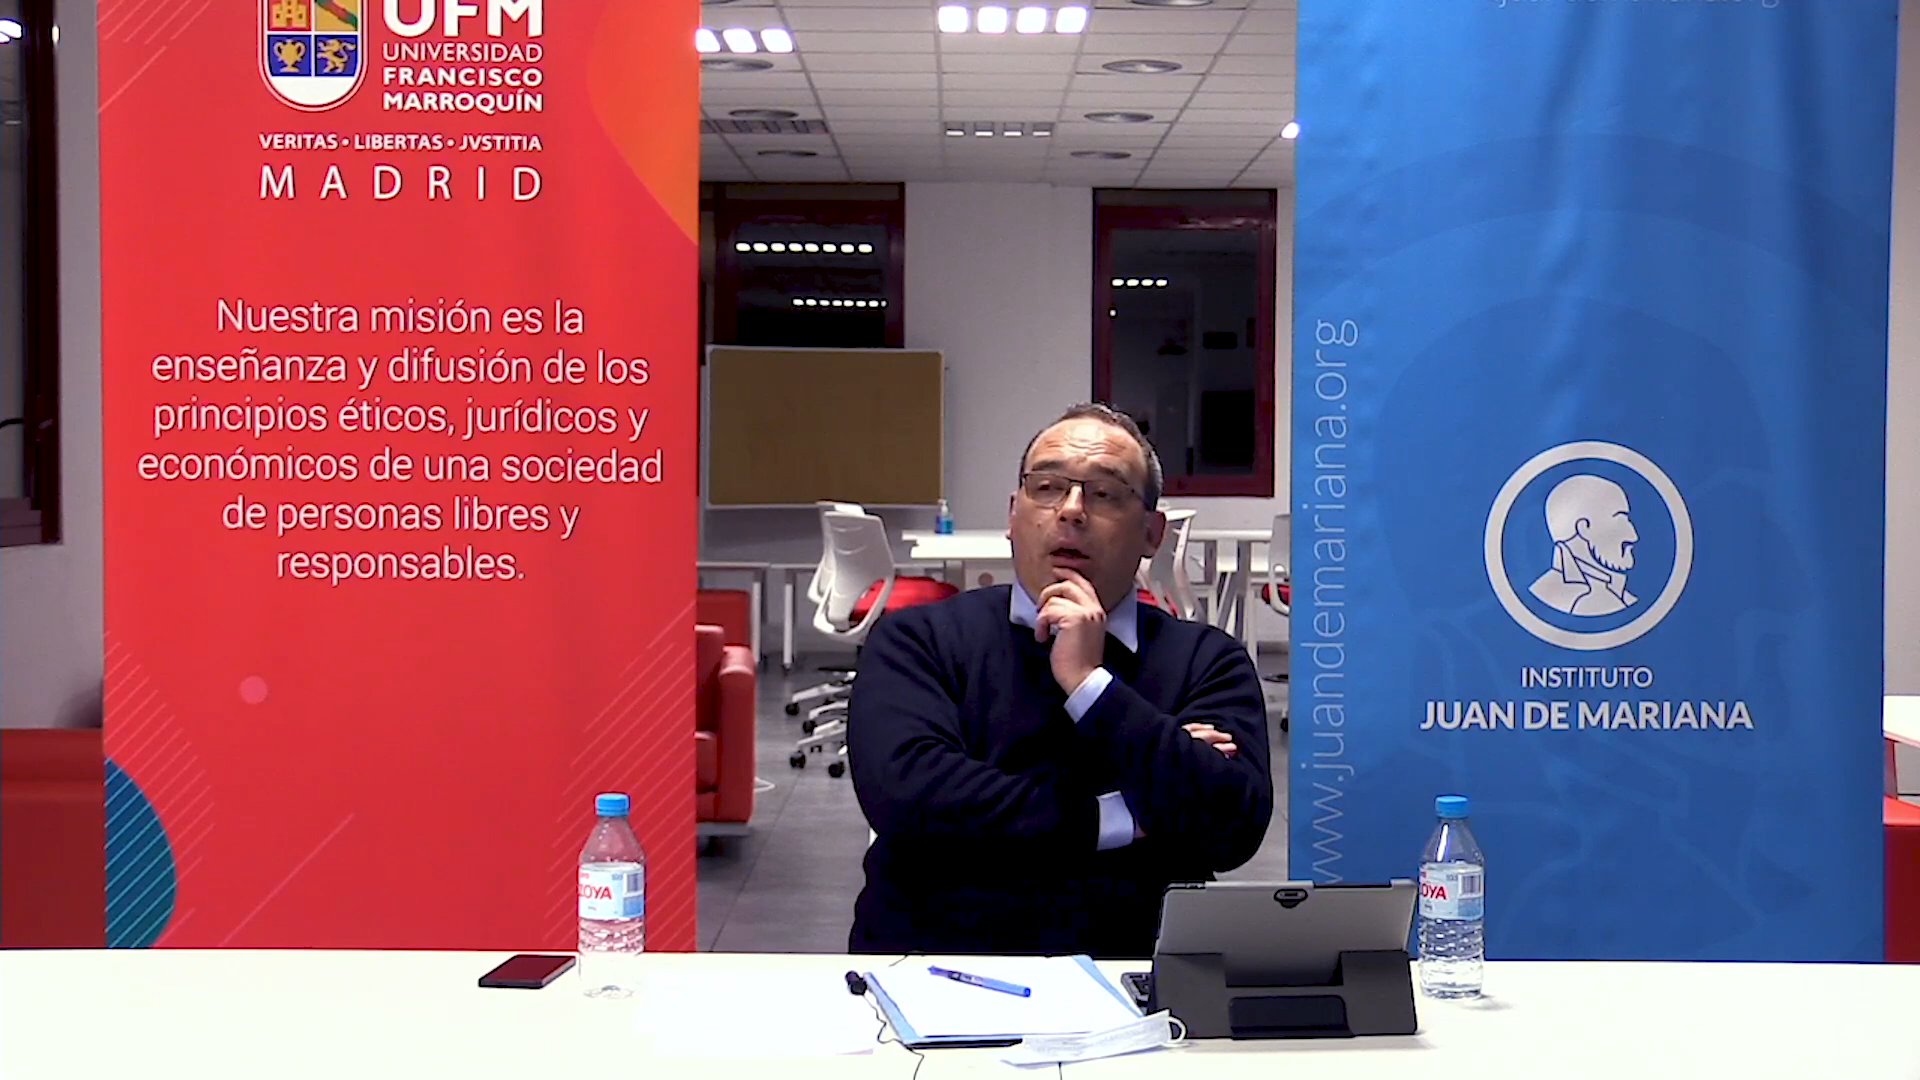 UFM
UNIVERSIDAD
FRANCISCO
MARROQUÍN
VERITAS • LIBERTAS • JVSTITIA
MADRID
Nuestra misión es la
enseñanza y difusión de los
principios éticos, jurídicos y
económicos de una sociedad
de personas libres y
responsables.
www.juandemariana.org
INSTITUTO
JUAN DE MARIANA